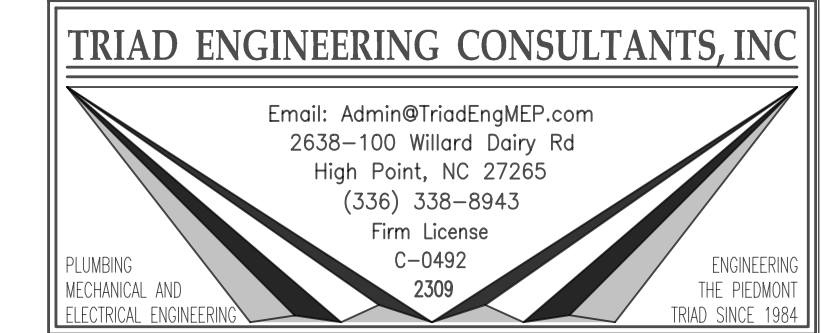 TRIAD ENGINEERING CONSULTANTS, INC
Email: Admin@TriadEngMEP.com
2638-100 Willard Dairy Rd
High Point, NC 27265
(336) 338-8943
Firm License
C-0492
2309
PLUMBING
MECHANICAL AND
ELECTRICAL ENGINEERING
ENGINEERING
THE PIEDMONT
TRIAD SINCE 1984